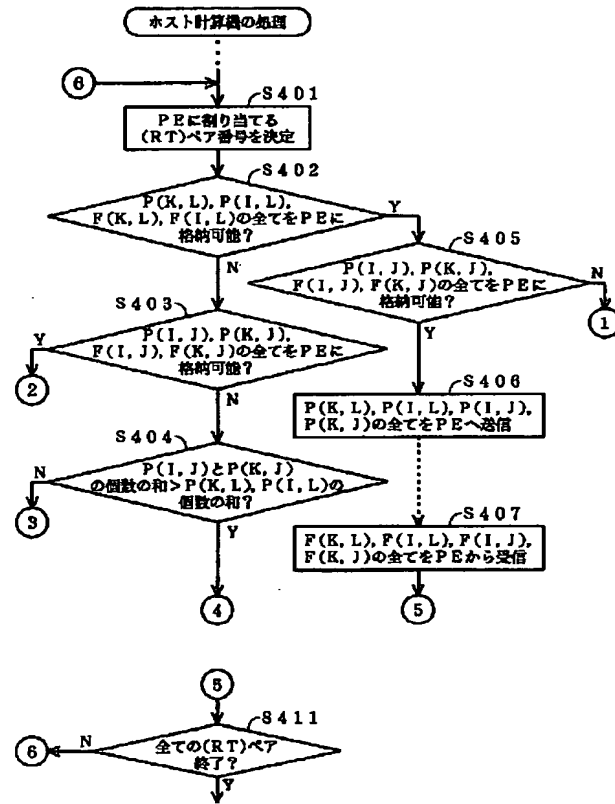 ホスト計算機の処理
6
S401
PEに割り当てる
(RT)ペア番号を決定
S402
P(K, L), P(I, L),
F(K, L), F(I, L)の全てをPEに
格納可能?
Y
N
S405
P(I, J), P(K, J),
F(I, J), F(K, J)の全てをPEに
格納可能?
N
1
Y
S403
P(I, J), P(K, J),
F(I, J), F(K, J)の全てをPEに
格納可能?
Y
2
N
S406
P(K, L), P(I, L), P(I, J),
P(K, J)の全てをPEへ送信
S404
P(I, J)とP(K, J)
の個数の和>P(K, L), P(I, L)の
個数の和?
N
3
Y
4
S407
F(K, L), F(I, L), F(I, J),
F(K, J)の全てをPEから受信
5
5
S411
全ての(RT)ペア
終了?
N
6
Y